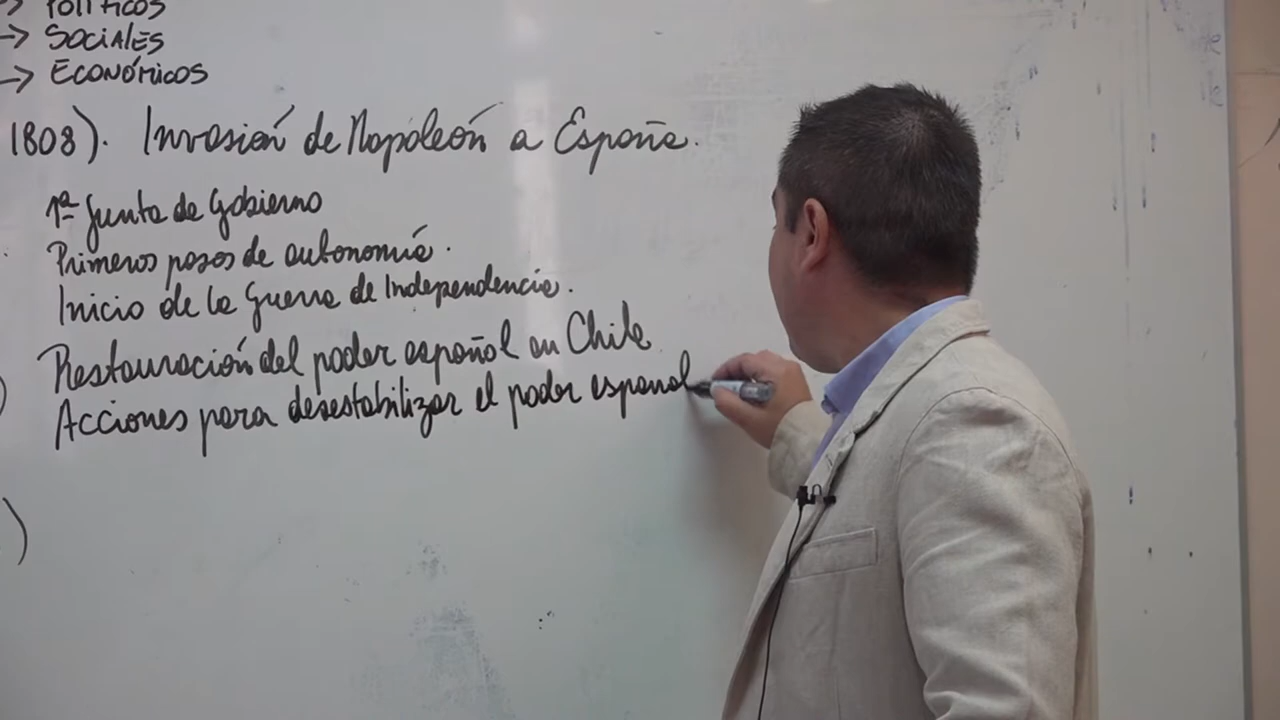 → POLÍTICOS
→ SOCIALES
→ ECONÓMICOS
1808). Invasión de Napoleón a España.
1ª Junta de Gobierno
Primeros pasos de autonomía.
Inicio de la Guerra de Independencia.
Restauración del poder español en Chile
) Acciones para desestabilizar el poder espanol
)